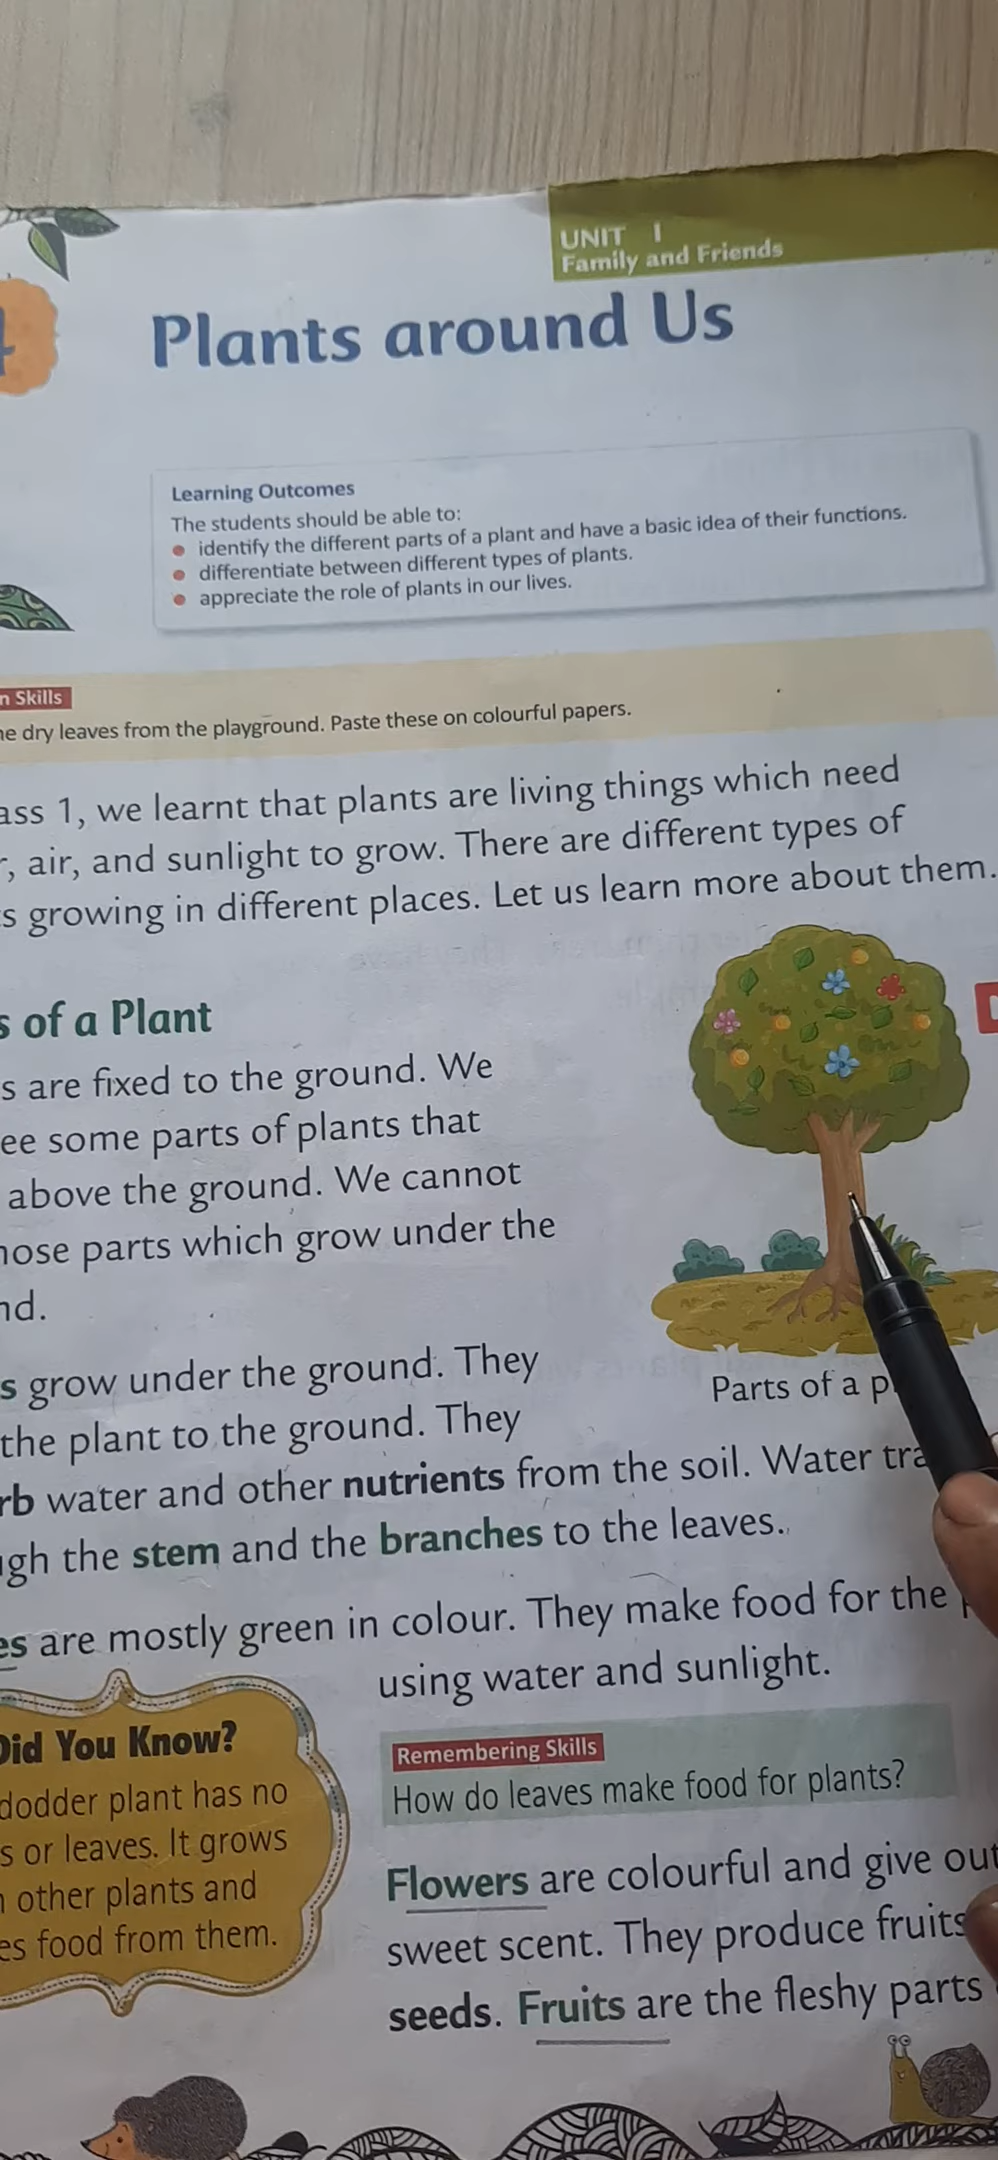 UNIT 1
Family and Friends
4
Plants around Us
Learning Outcomes
The students should be able to:
identify the different parts of a plant and have a basic idea of their functions.
differentiate between different types of plants.
appreciate the role of plants in our lives.
Skills
dry leaves from the playground. Paste these on colourful papers.
1, we learnt that plants are living things which need
, air, and sunlight to grow. There are different types of
growing in different places. Let us learn more about them.
of a Plant
are fixed to the ground. We
some parts of plants that
above the ground. We cannot
parts which grow under the
grow under the ground. They
the plant to the ground. They
Parts of a
water and other nutrients from the soil. Water
the stem and the branches to the leaves.
are mostly green in colour. They make food for the
using water and sunlight.
Did You Know?
dodder plant has no
or leaves. It grows
other plants and
food from them.
Remembering Skills
How do leaves make food for plants?
Flowers are colourful and give out
sweet scent. They produce fruits
seeds. Fruits are the fleshy parts